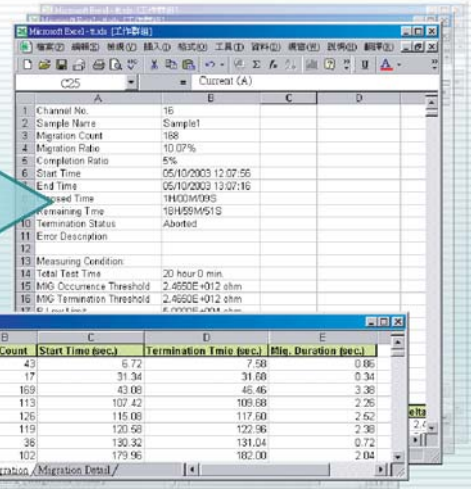 Microsoft Excel - tt.xls [工作群組]
檔案(F) 編輯(E) 檢視(V) 插入(I) 格式(O) 工具(T) 資料(D) 視窗(W) 說明(H)
C25 = Current (A)
A B C D
1 Channel No. 16
2 Sample Name Sample1
3 Migration Count 168
4 Migration Ratio 10.07%
5 Completion Ratio 5%
6 Start Time 05/10/2003 12:07:56
7 End Time 05/10/2003 13:07:16
Time 1H/00M/09S
Remaining Time 18H/59M/51S
10 Termination Status Aborted
11 Error Description
12
13 Measuring Condition:
14 Total Test Time 20 hour 0 min.
15 MIG Occurrence Threshold 2.4650E+012 ohm
16 MIG Termination Threshold 2.4650E+012 ohm
17
B C D E
Count Start Time (sec.) Termination Tmie (sec.) Mig. Duration (sec.)
43 6.72 7.58 0.86
17 31.34 31.68 0.34
169 43.08 46.46 3.38
113 107.42 109.68 2.26
126 115.08 117.60 2.52
119 120.58 122.96 2.38
36 130.32 131.04 0.72
102 179.96 182.00 2.04
Migration Detail